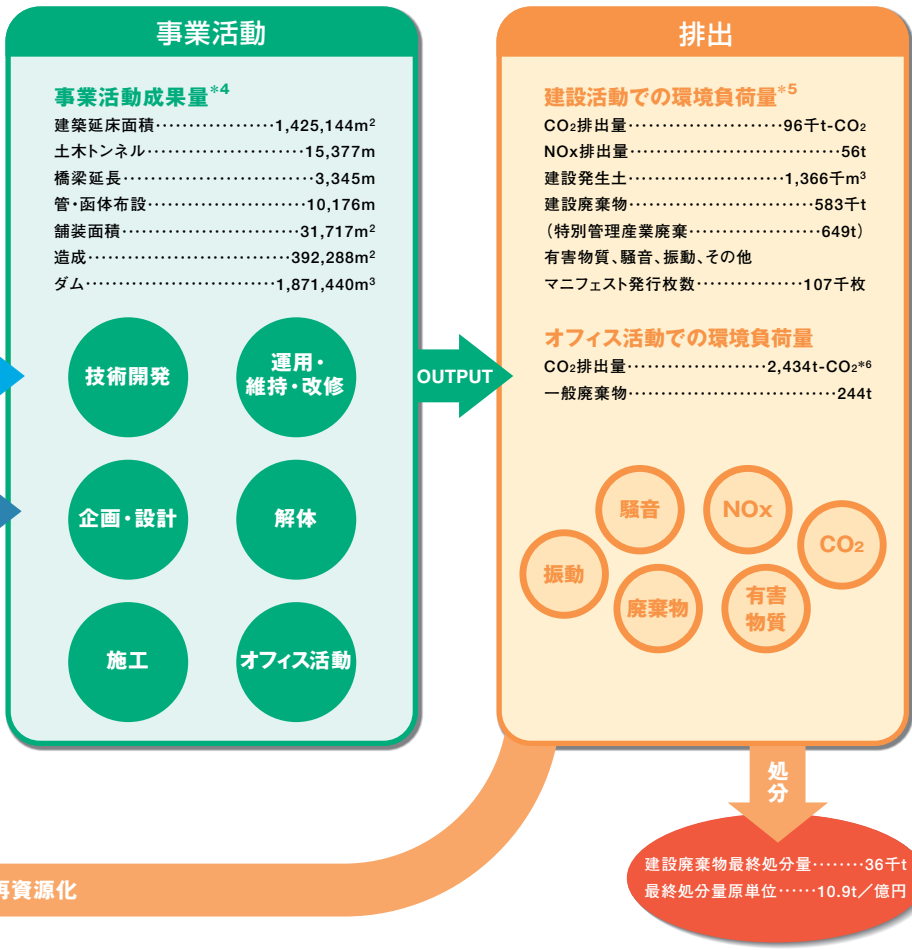 事業活動
事業活動成果量*4
建築延床面積·················1,425,144m²
土木トンネル····················15,377m
橋梁延長··························3,345m
管・函体布設····················10,176m
舗装面積························31,717m²
造成·····························392,288m²
ダム···························1,871,440m³
技術開発
運用・
維持・改修
企画・設計
解体
施工
オフィス活動
OUTPUT
排出
建設活動での環境負荷量*5
CO₂排出量·····················96千t-CO₂
NOx排出量····························56t
建設発生土····················1,366千m³
建設廃棄物·······················583千t
（特別管理産業廃棄·················649t）
有害物質、騒音、振動、その他
マニフェスト発行枚数···············107千枚
オフィス活動での環境負荷量
CO₂排出量···················2,434t-CO₂*6
一般廃棄物····························244t
騒音
NOx
CO₂
振動
廃棄物
有害
物質
処分
建設廃棄物最終処分量········36千t
最終処分量原単位······10.9t／億円
再資源化